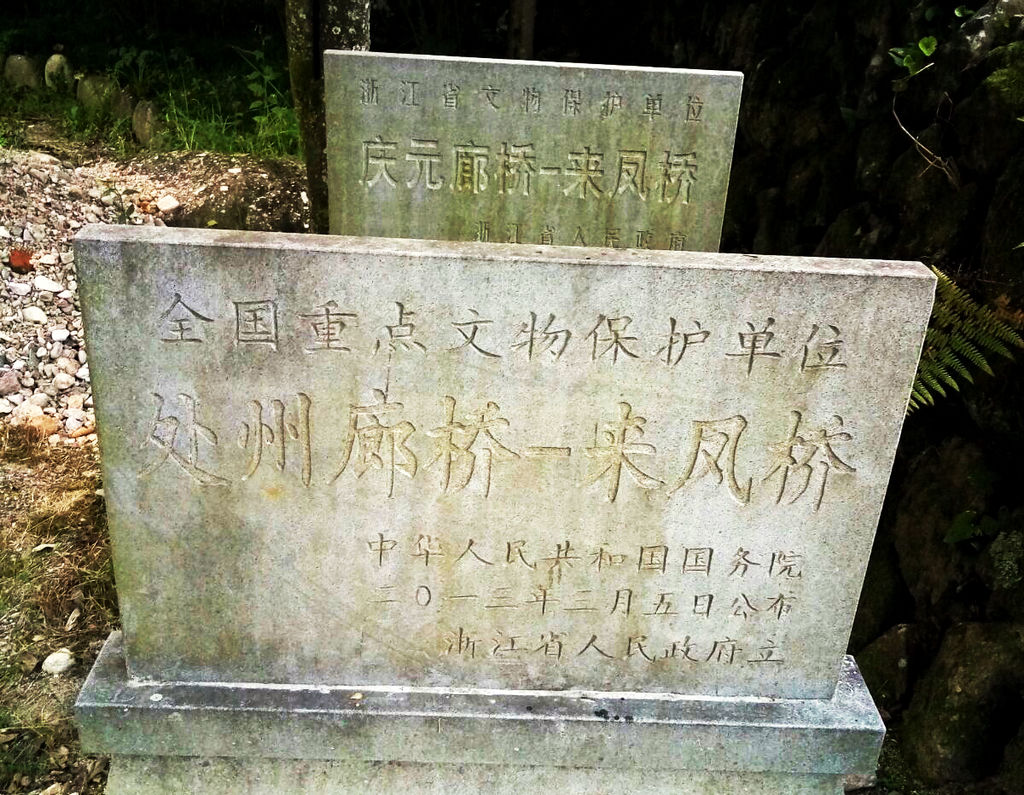 浙江省文物保护单位
庆元廊桥-来凤桥
浙江省人民政府
全国重点文物保护单位
处州廊桥-来凤桥
中华人民共和国国务院
二〇一三年三月五日公布
浙江省人民政府立